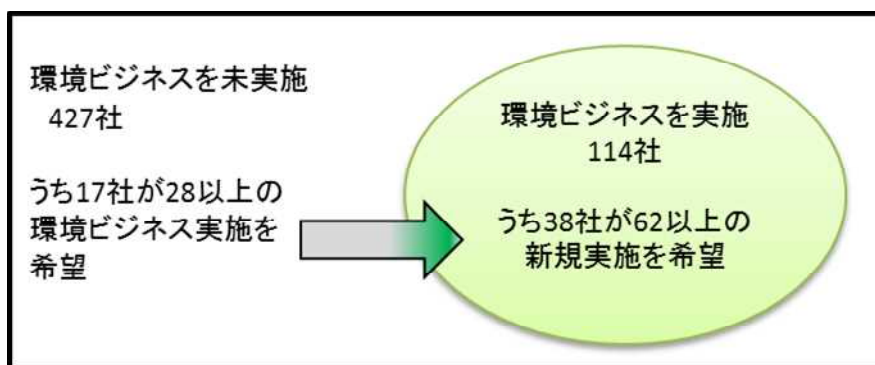 環境ビジネスを未実施
427社
うち17社が28以上の
環境ビジネス実施を
希望
環境ビジネスを実施
114社
うち38社が62以上の
新規実施を希望